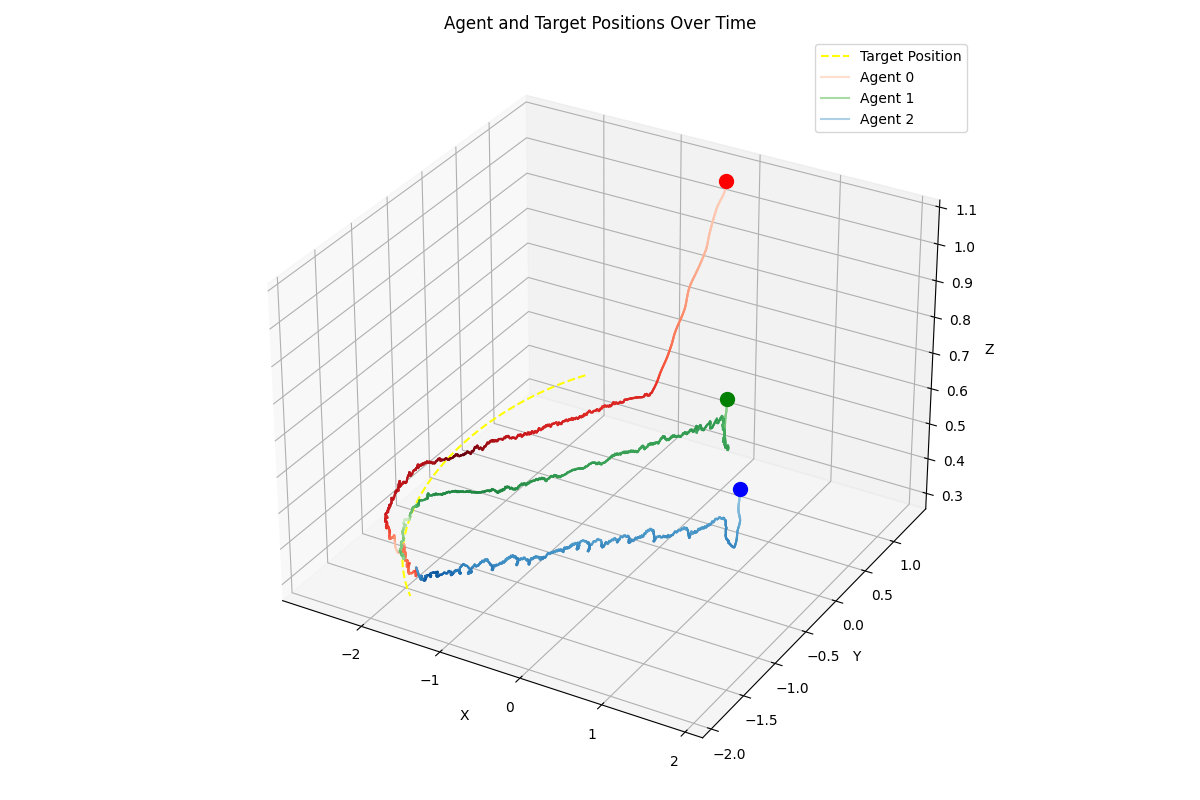 Agent and Target Positions Over Time
Target Position
Agent 0
Agent 1
Agent 2
1.1
1.0
0.9
0.8
0.7
0.6
0.5
0.4
0.3
Z
1.0
0.5
0.0
−0.5
−1.0
−1.5
−2.0
Y
−2
−1
0
1
2
X